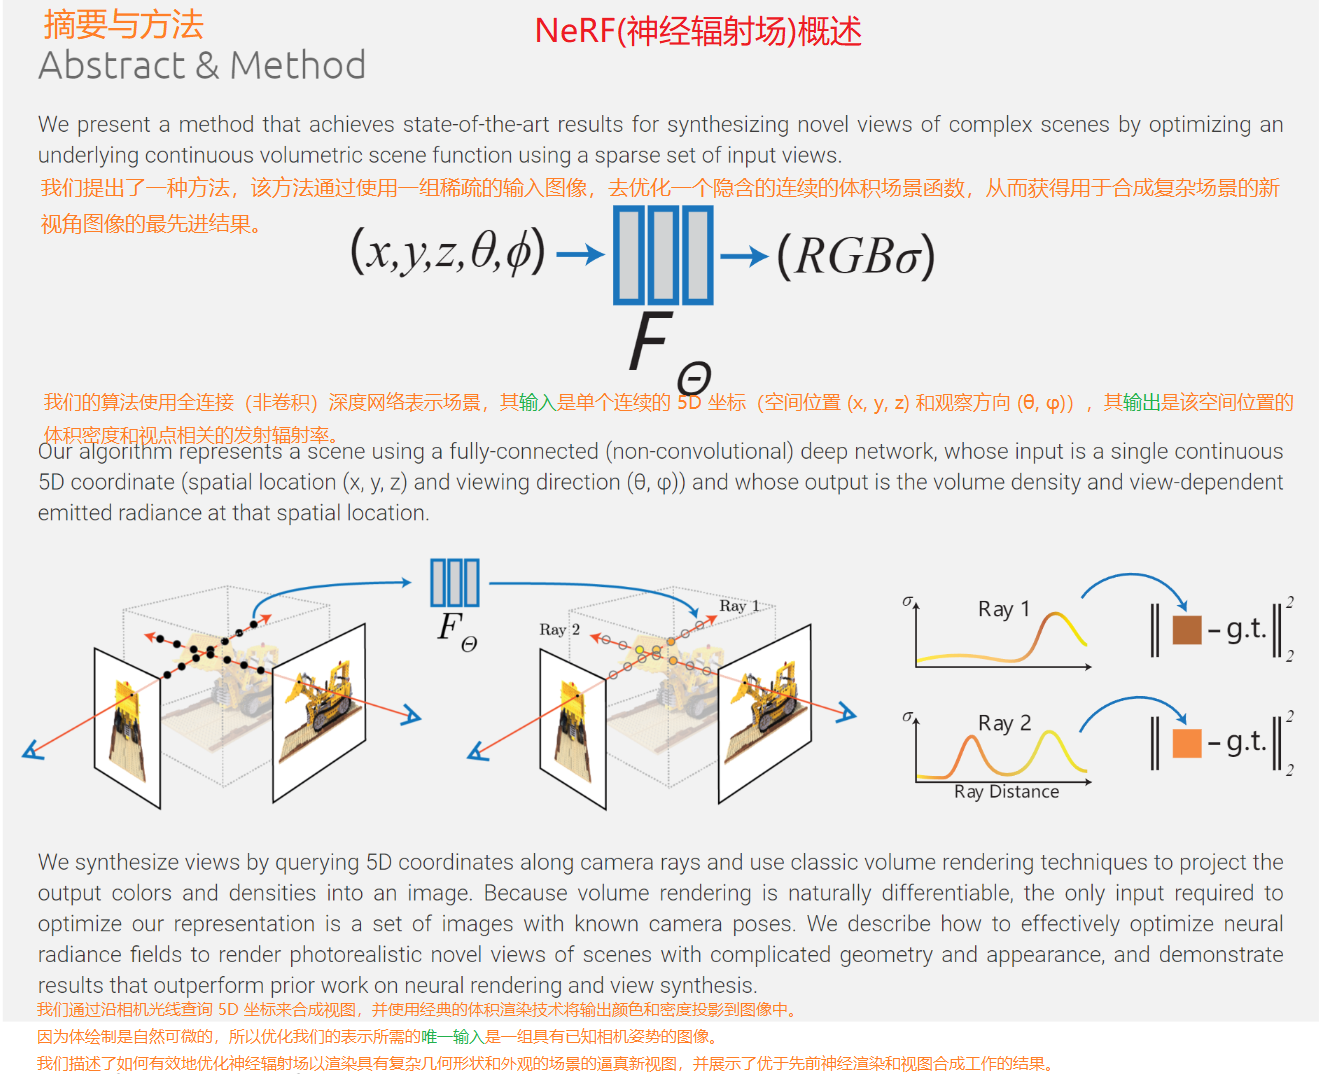 摘要与方法
NeRF(神经辐射场)概述
Abstract & Method
We present a method that achieves state-of-the-art results for synthesizing novel views of complex scenes by optimizing an
underlying continuous volumetric scene function using a sparse set of input views.
我们提出了一种方法，该方法通过使用一组稀疏的输入图像，去优化一个隐含的连续的体积场景函数，从而获得用于合成复杂场景的新
视角图像的最先进结果。
(x,y,z,θ,ϕ)
(RGBσ)
F_Θ
我们的算法使用全连接（非卷积）深度网络表示场景，其输入是单个连续的 5D 坐标（空间位置 (x, y, z) 和观察方向 (θ, φ)），其输出是该空间位置的
体积密度和视点相关的发射辐射率。
Our algorithm represents a scene using a fully-connected (non-convolutional) deep network, whose input is a single continuous
5D coordinate (spatial location (x, y, z) and viewing direction (θ, φ)) and whose output is the volume density and view-dependent
emitted radiance at that spatial location.
F_Θ
Ray 1
Ray 2
σ
Ray 1
‖ - g.t.‖²₂
σ
Ray 2
Ray Distance
‖ - g.t.‖²₂
We synthesize views by querying 5D coordinates along camera rays and use classic volume rendering techniques to project the
output colors and densities into an image. Because volume rendering is naturally differentiable, the only input required to
optimize our representation is a set of images with known camera poses. We describe how to effectively optimize neural
radiance fields to render photorealistic novel views of scenes with complicated geometry and appearance, and demonstrate
results that outperform prior work on neural rendering and view synthesis.
我们通过沿相机光线查询 5D 坐标来合成视图，并使用经典的体积渲染技术将输出颜色和密度投影到图像中。
因为体绘制是自然可微的，所以优化我们的表示所需的唯一输入是一组具有已知相机姿势的图像。
我们描述了如何有效地优化神经辐射场以渲染具有复杂几何形状和外观的场景的逼真新视图，并展示了优于先前神经渲染和视图合成工作的结果。